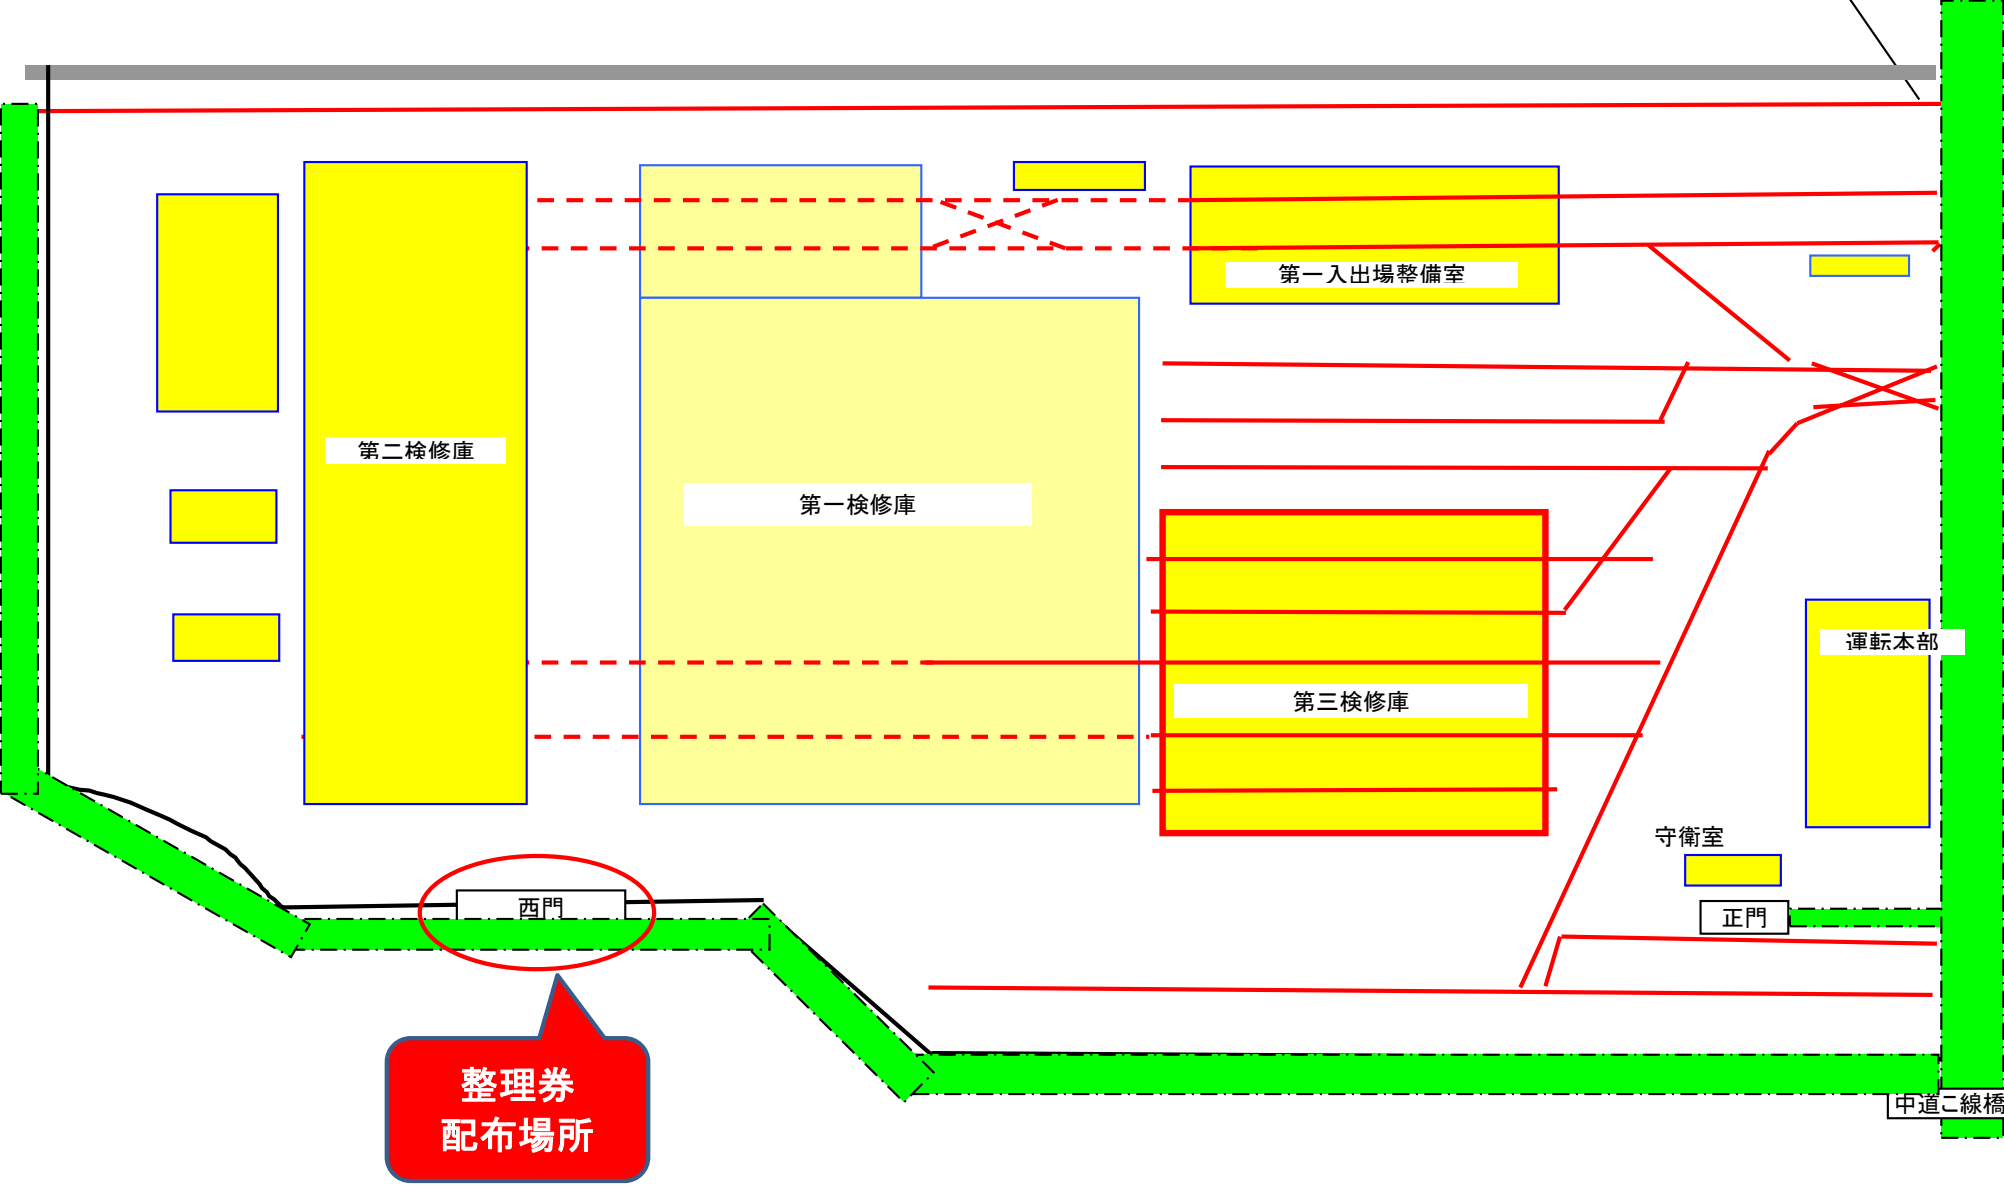 第一入出場整備室
第二検修庫
第一検修庫
運転本部
第三検修庫
守衛室
西門
正門
整理券
配布場所
中道こ線橋